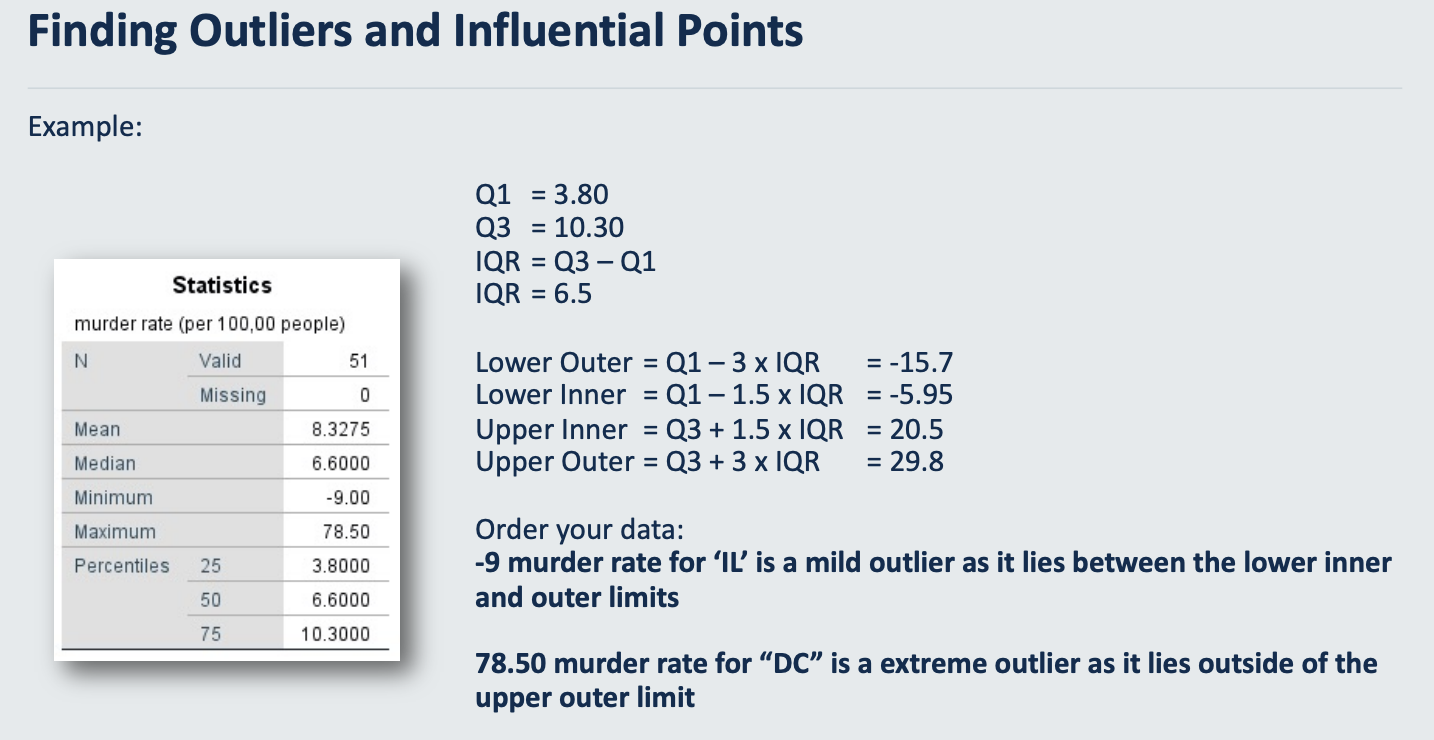 Finding Outliers and Influential Points
Example:
Statistics
murder rate (per 100,00 people)
N Valid 51
Missing 0
Mean 8.3275
Median 6.6000
Minimum -9.00
Maximum 78.50
Percentiles 25 3.8000
50 6.6000
75 10.3000
Q1 = 3.80
Q3 = 10.30
IQR = Q3 – Q1
IQR = 6.5
Lower Outer = Q1 – 3 x IQR = -15.7
Lower Inner = Q1 – 1.5 x IQR = -5.95
Upper Inner = Q3 + 1.5 x IQR = 20.5
Upper Outer = Q3 + 3 x IQR = 29.8
Order your data:
-9 murder rate for ‘IL’ is a mild outlier as it lies between the lower inner
and outer limits
78.50 murder rate for “DC” is a extreme outlier as it lies outside of the
upper outer limit